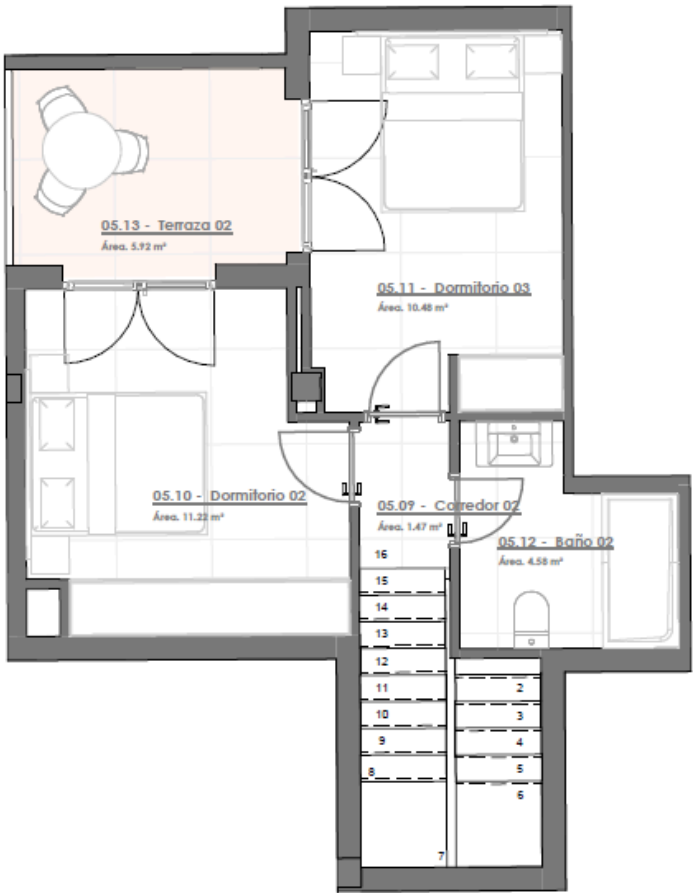 05.13 - Terraza 02
Área. 5.92 m²
05.11 - Dormitorio 03
Área. 10.48 m²
05.10 - Dormitorio 02
Área. 11.22 m²
05.09 - Corredor 02
Área. 1.47 m²
05.12 - Baño 02
Área. 4.58 m²
16
15
14
13
12
11
10
9
8
7
2
3
4
5
6